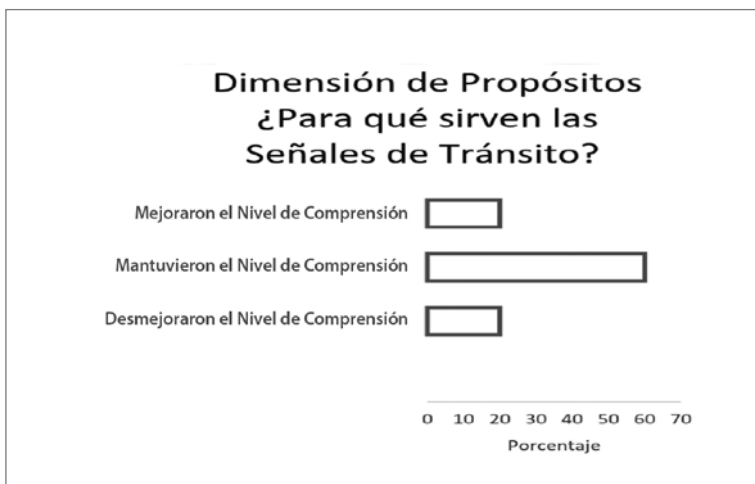 Dimensión de Propósitos
¿Para qué sirven las
Señales de Tránsito?
Mejoraron el Nivel de Comprensión
Mantuvieron el Nivel de Comprensión
Desmejoraron el Nivel de Comprensión
0 10 20 30 40 50 60 70
Porcentaje